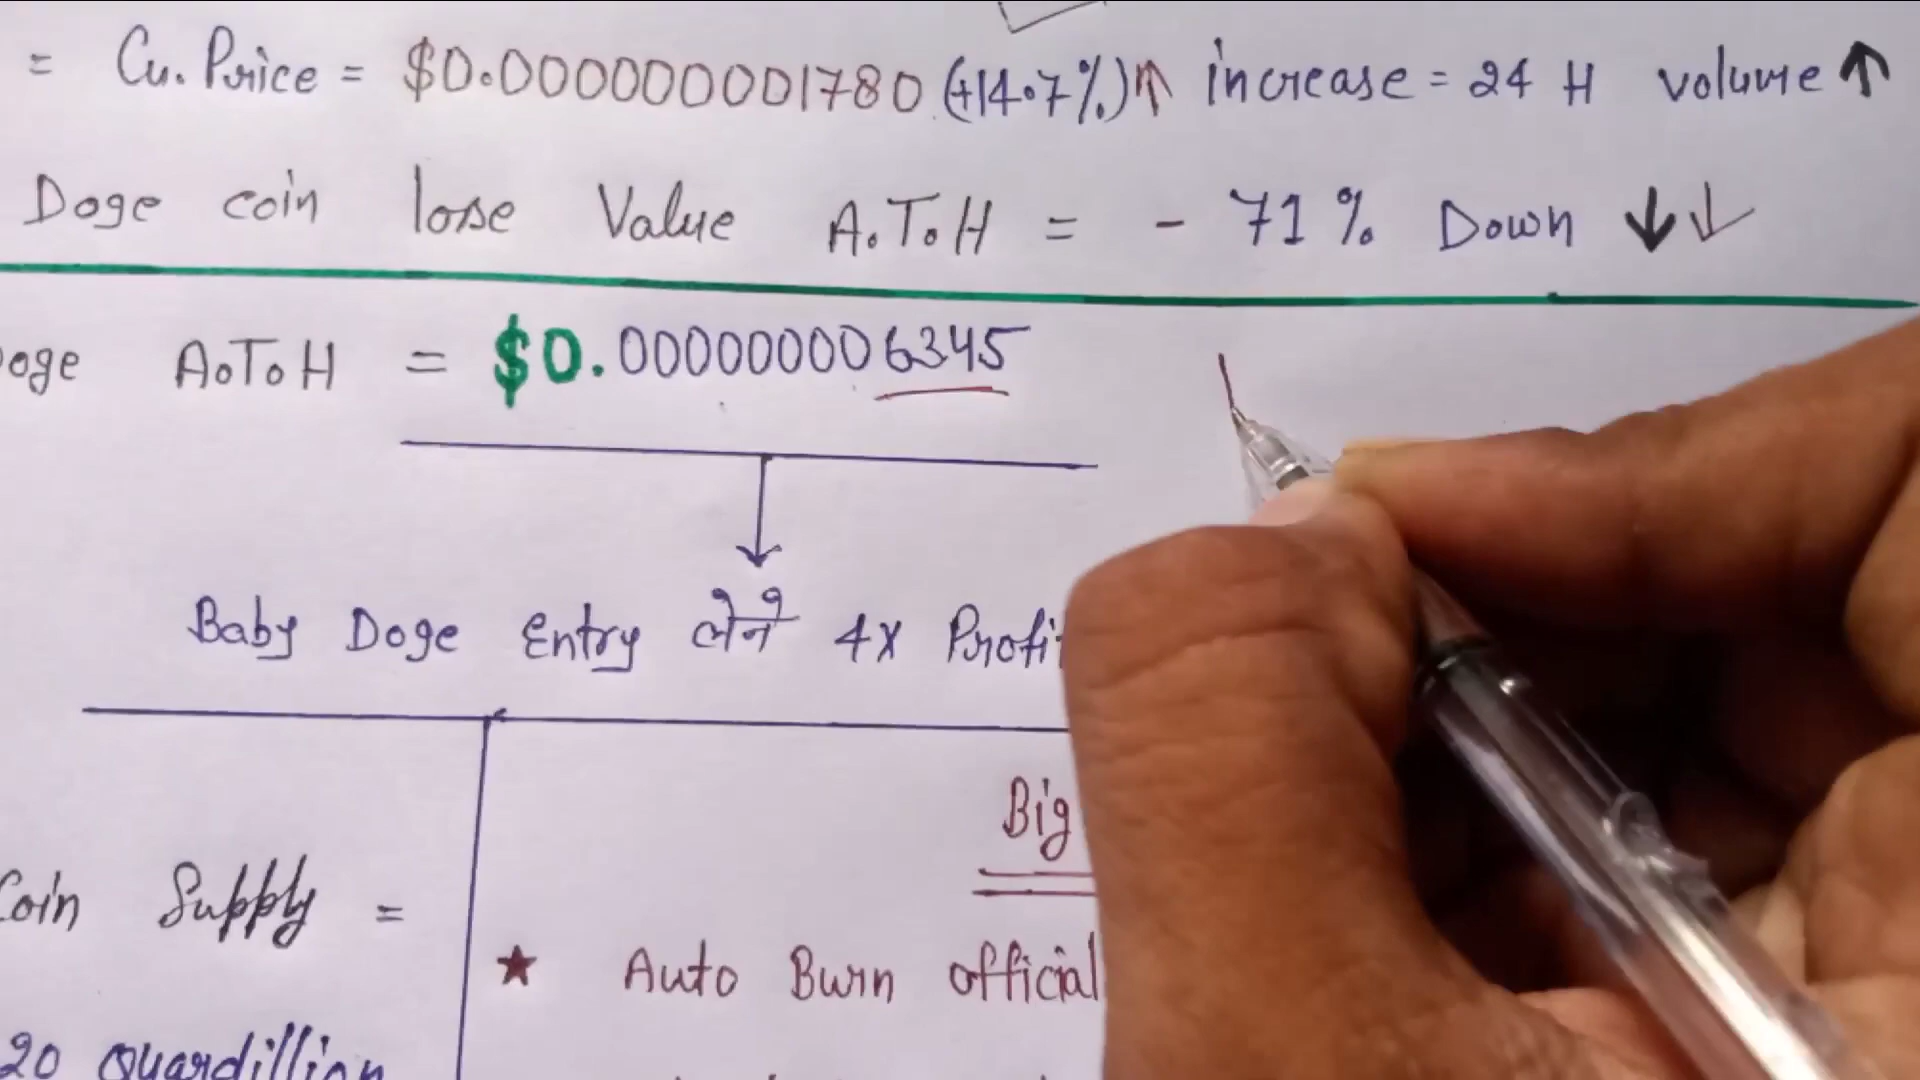 = Cu. Price = $0.000000001780 (+14.7%)↑ increase = 24 H volume ↑
Doge coin lose Value A.T.H = - 71% Down ↓↓
oge A.T.H = $0.000000006345
Baby Doge Entry लेने 4X Profi
Big
Coin Supply =
★ Auto Burn official
20 Quardillion